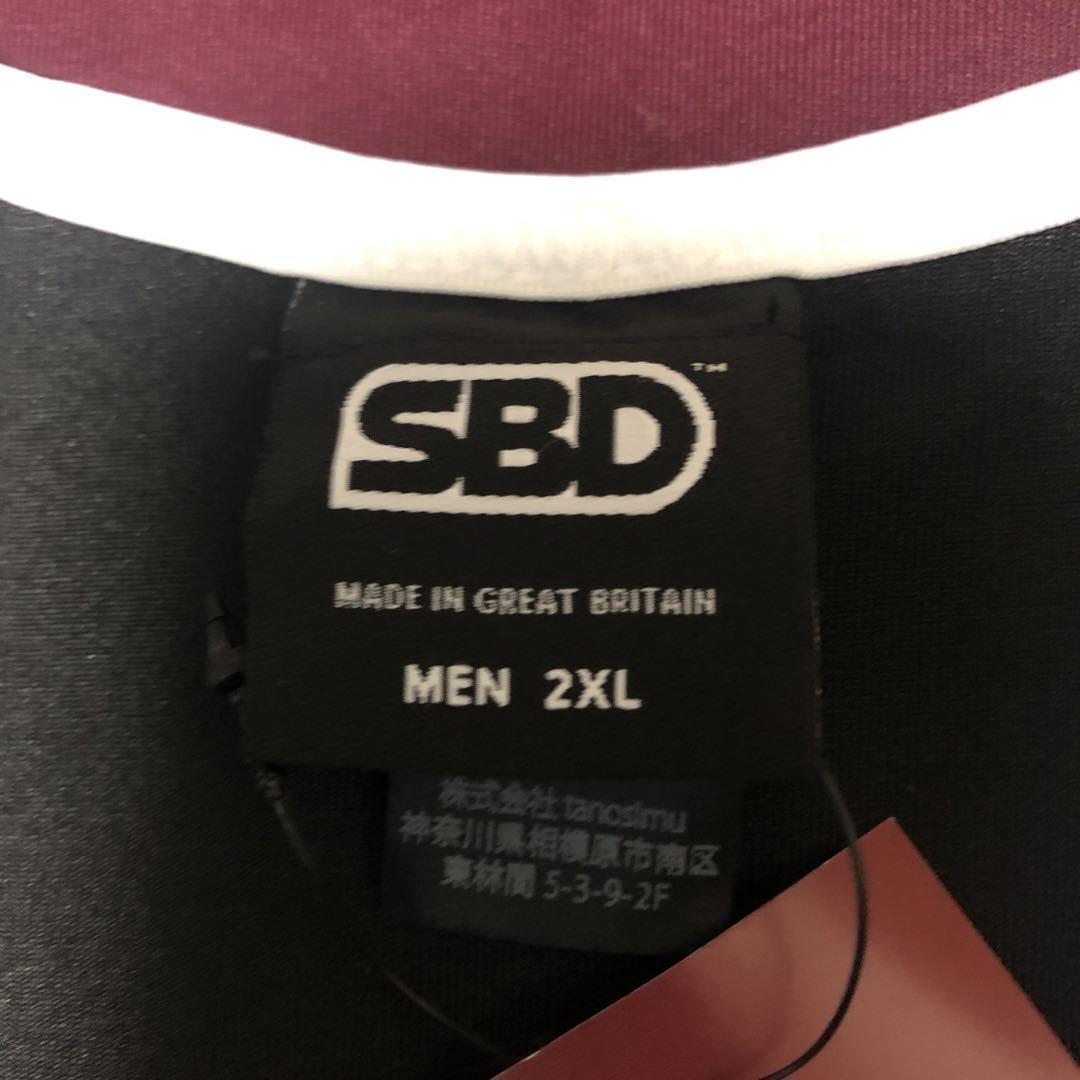 SBD™
MADE IN GREAT BRITAIN
MEN 2XL
株式会社 tanosimu
神奈川県相模原市南区
東林間 5-3-9-2F